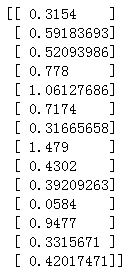 [[ 0.3154    ]
 [ 0.59183693]
 [ 0.52093986]
 [ 0.778     ]
 [ 1.06127686]
 [ 0.7174    ]
 [ 0.31665658]
 [ 1.479     ]
 [ 0.4302    ]
 [ 0.39209263]
 [ 0.0584    ]
 [ 0.9477    ]
 [ 0.3315671 ]
 [ 0.42017471]]